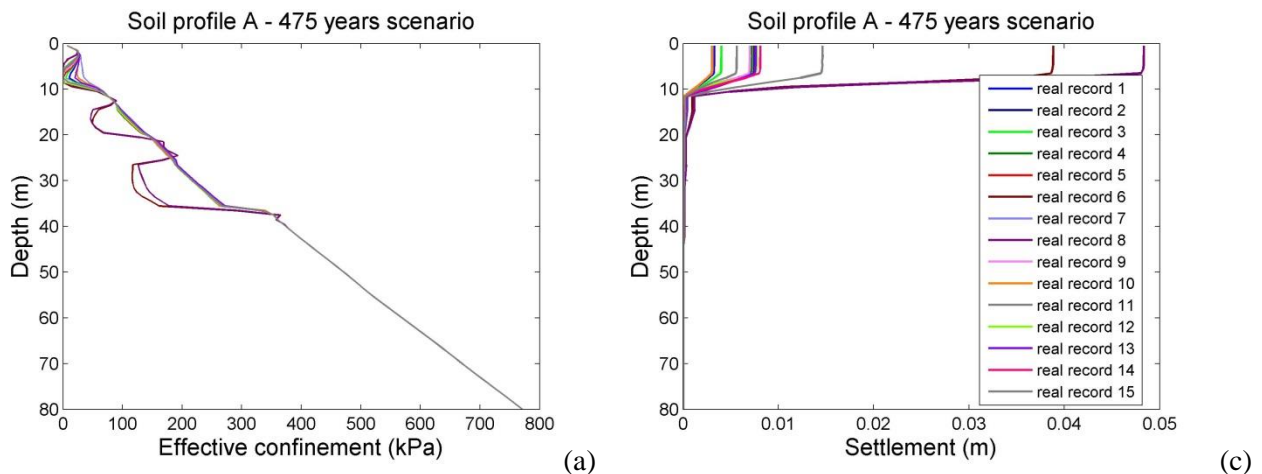 Soil profile A - 475 years scenario
0
10
20
30
40
50
60
70
80
Depth (m)
0 100 200 300 400 500 600 700 800
Effective confinement (kPa)
(a)
Soil profile A - 475 years scenario
0
10
20
30
40
50
60
70
80
Depth (m)
real record 1
real record 2
real record 3
real record 4
real record 5
real record 6
real record 7
real record 8
real record 9
real record 10
real record 11
real record 12
real record 13
real record 14
real record 15
0 0.01 0.02 0.03 0.04 0.05
Settlement (m)
(c)